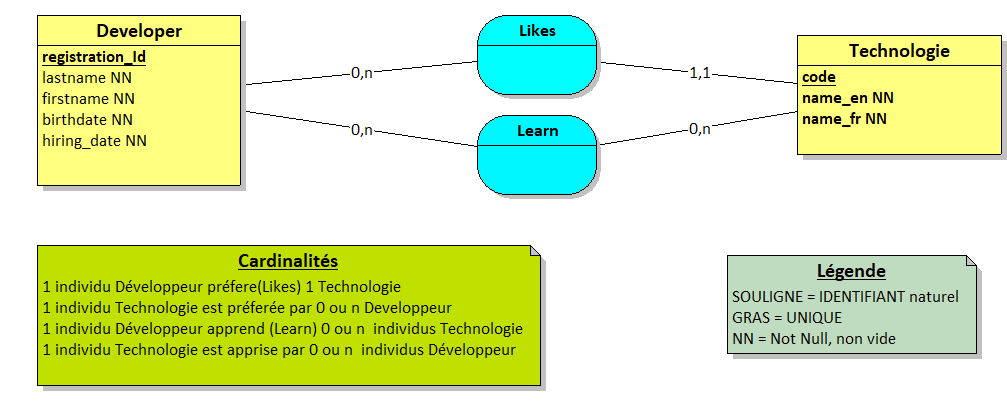 Developer
registration_Id
lastname NN
firstname NN
birthdate NN
hiring_date NN
Likes
Learn
0,n
1,1
0,n
0,n
Technologie
code
name_en NN
name_fr NN
Cardinalités
1 individu Développeur préfere(Likes) 1 Technologie
1 individu Technologie est préferée par 0 ou n Developpeur
1 individu Développeur apprend (Learn) 0 ou n individus Technologie
1 individu Technologie est apprise par 0 ou n individus Développeur
Légende
SOULIGNE = IDENTIFIANT naturel
GRAS = UNIQUE
NN = Not Null, non vide